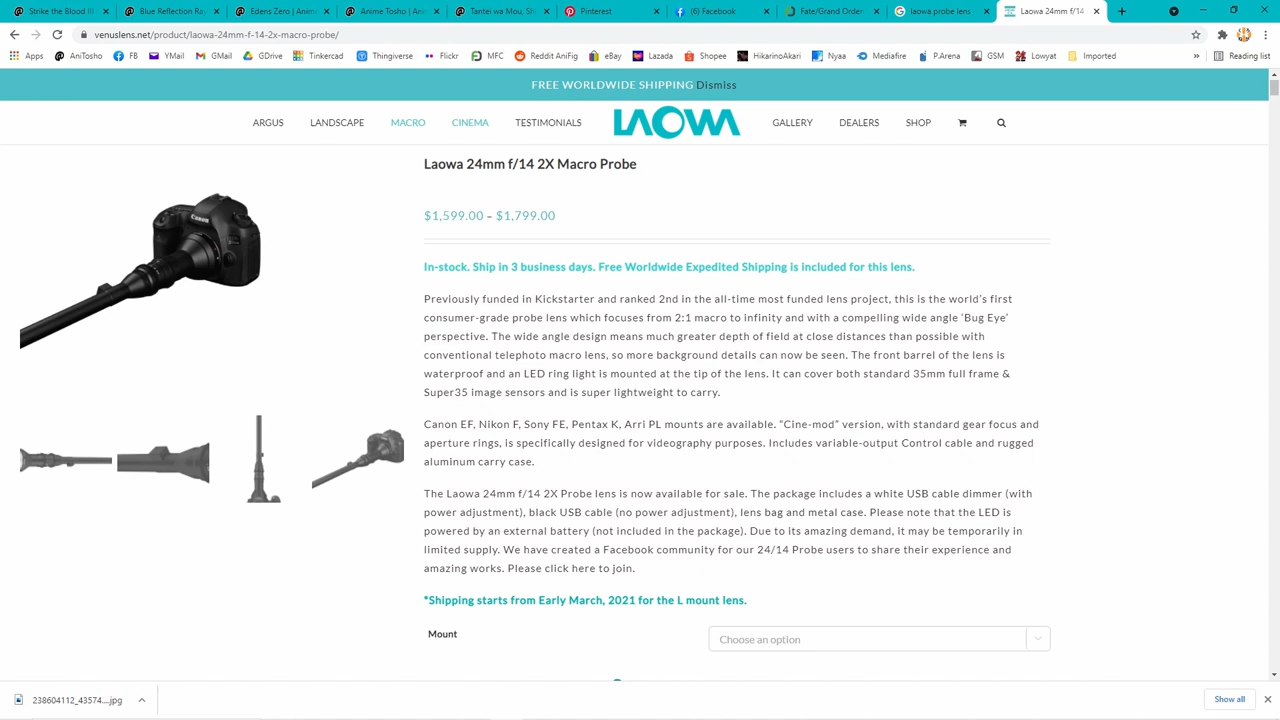 Strike the Blood III
Blue Reflection Ray
Edens Zero | Anim
Anime Tosho | Ani
Tantei wa Mou, Sh
Pinterest
(6) Facebook
Fate/Grand Order
laowa probe lens -
Laowa 24mm f/14
venuslens.net/product/laowa-24mm-f-14-2x-macro-probe/
Apps AniTosho FB YMail GMail GDrive Tinkercad Thingiverse Flickr MFC Reddit AniFig eBay Lazada Shopee HikarinoAkari Nyaa Mediafire P.Arena GSM Lowyat Imported » Reading list
FREE WORLDWIDE SHIPPING Dismiss
ARGUS LANDSCAPE MACRO CINEMA TESTIMONIALS LAOWA GALLERY DEALERS SHOP
Laowa 24mm f/14 2X Macro Probe
Canon
$1,599.00 – $1,799.00
In-stock. Ship in 3 business days. Free Worldwide Expedited Shipping is included for this lens.
Previously funded in Kickstarter and ranked 2nd in the all-time most funded lens project, this is the world's first
consumer-grade probe lens which focuses from 2:1 macro to infinity and with a compelling wide angle ‘Bug Eye’
perspective. The wide angle design means much greater depth of field at close distances than possible with
conventional telephoto macro lens, so more background details can now be seen. The front barrel of the lens is
waterproof and an LED ring light is mounted at the tip of the lens. It can cover both standard 35mm full frame &
Super35 image sensors and is super lightweight to carry.
Canon EF, Nikon F, Sony FE, Pentax K, Arri PL mounts are available. “Cine-mod” version, with standard gear focus and
aperture rings, is specifically designed for videography purposes. Includes variable-output Control cable and rugged
aluminum carry case.
The Laowa 24mm f/14 2X Probe lens is now available for sale. The package includes a white USB cable dimmer (with
power adjustment), black USB cable (no power adjustment), lens bag and metal case. Please note that the LED is
powered by an external battery (not included in the package). Due to its amazing demand, it may be temporarily in
limited supply. We have created a Facebook community for our 24/14 Probe users to share their experience and
amazing works. Please click here to join.
*Shipping starts from Early March, 2021 for the L mount lens.
Mount
Choose an option
238604112_43574....jpg
Show all